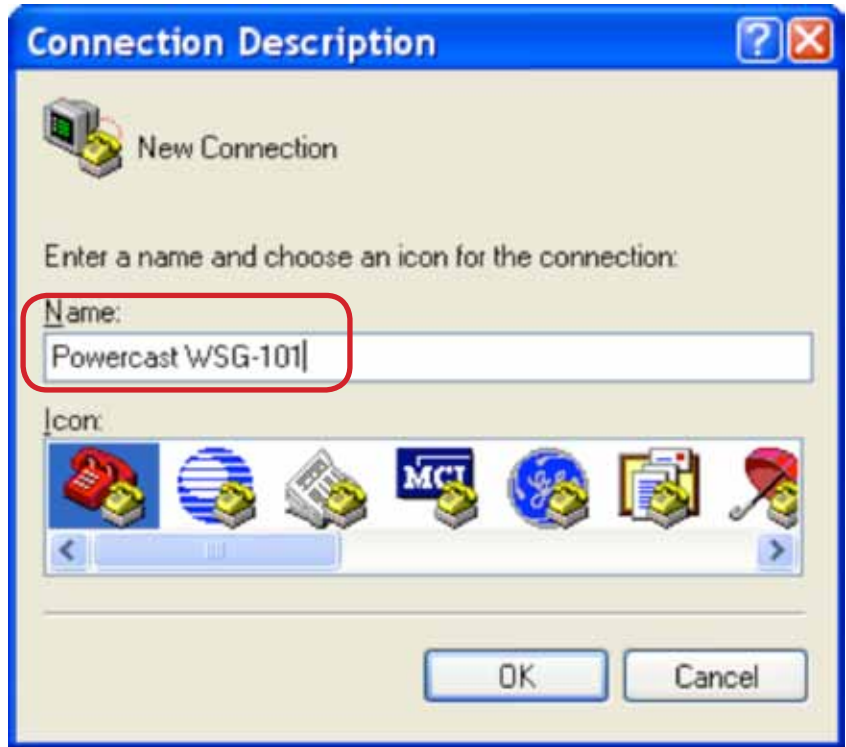 Connection Description
New Connection
Enter a name and choose an icon for the connection:
Name:
Powercast WSG-101
Icon:
MCI
OK
Cancel